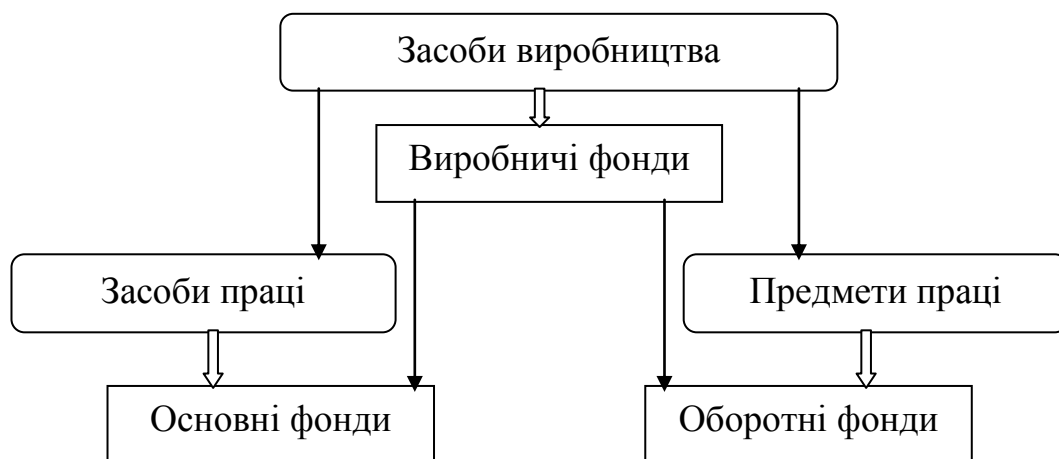 Засоби виробництва
Виробничі фонди
Засоби праці
Предмети праці
Основні фонди
Оборотні фонди